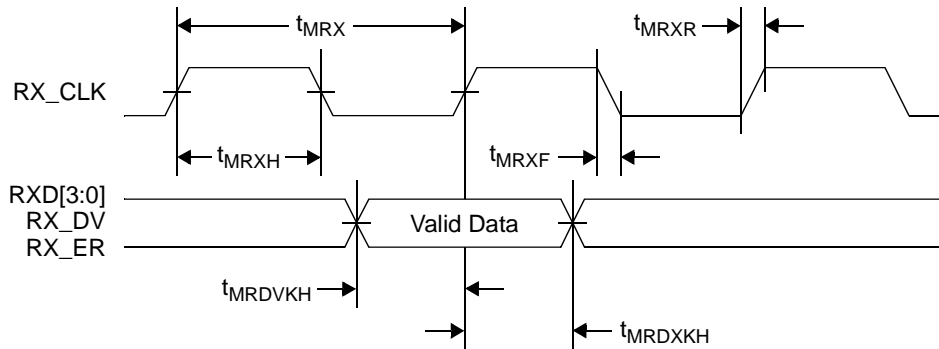 tMRX
tMRXR
RX_CLK
tMRXH
tMRXF
RXD[3:0]
RX_DV
RX_ER
Valid Data
tMRDVKH
tMRDXKH